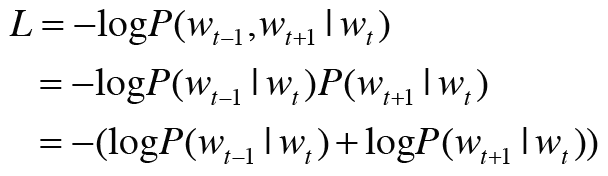 L = −logP(w_{t−1},w_{t+1} | w_t)
= −logP(w_{t−1} | w_t)P(w_{t+1} | w_t)
= −(logP(w_{t−1} | w_t) + logP(w_{t+1} | w_t))